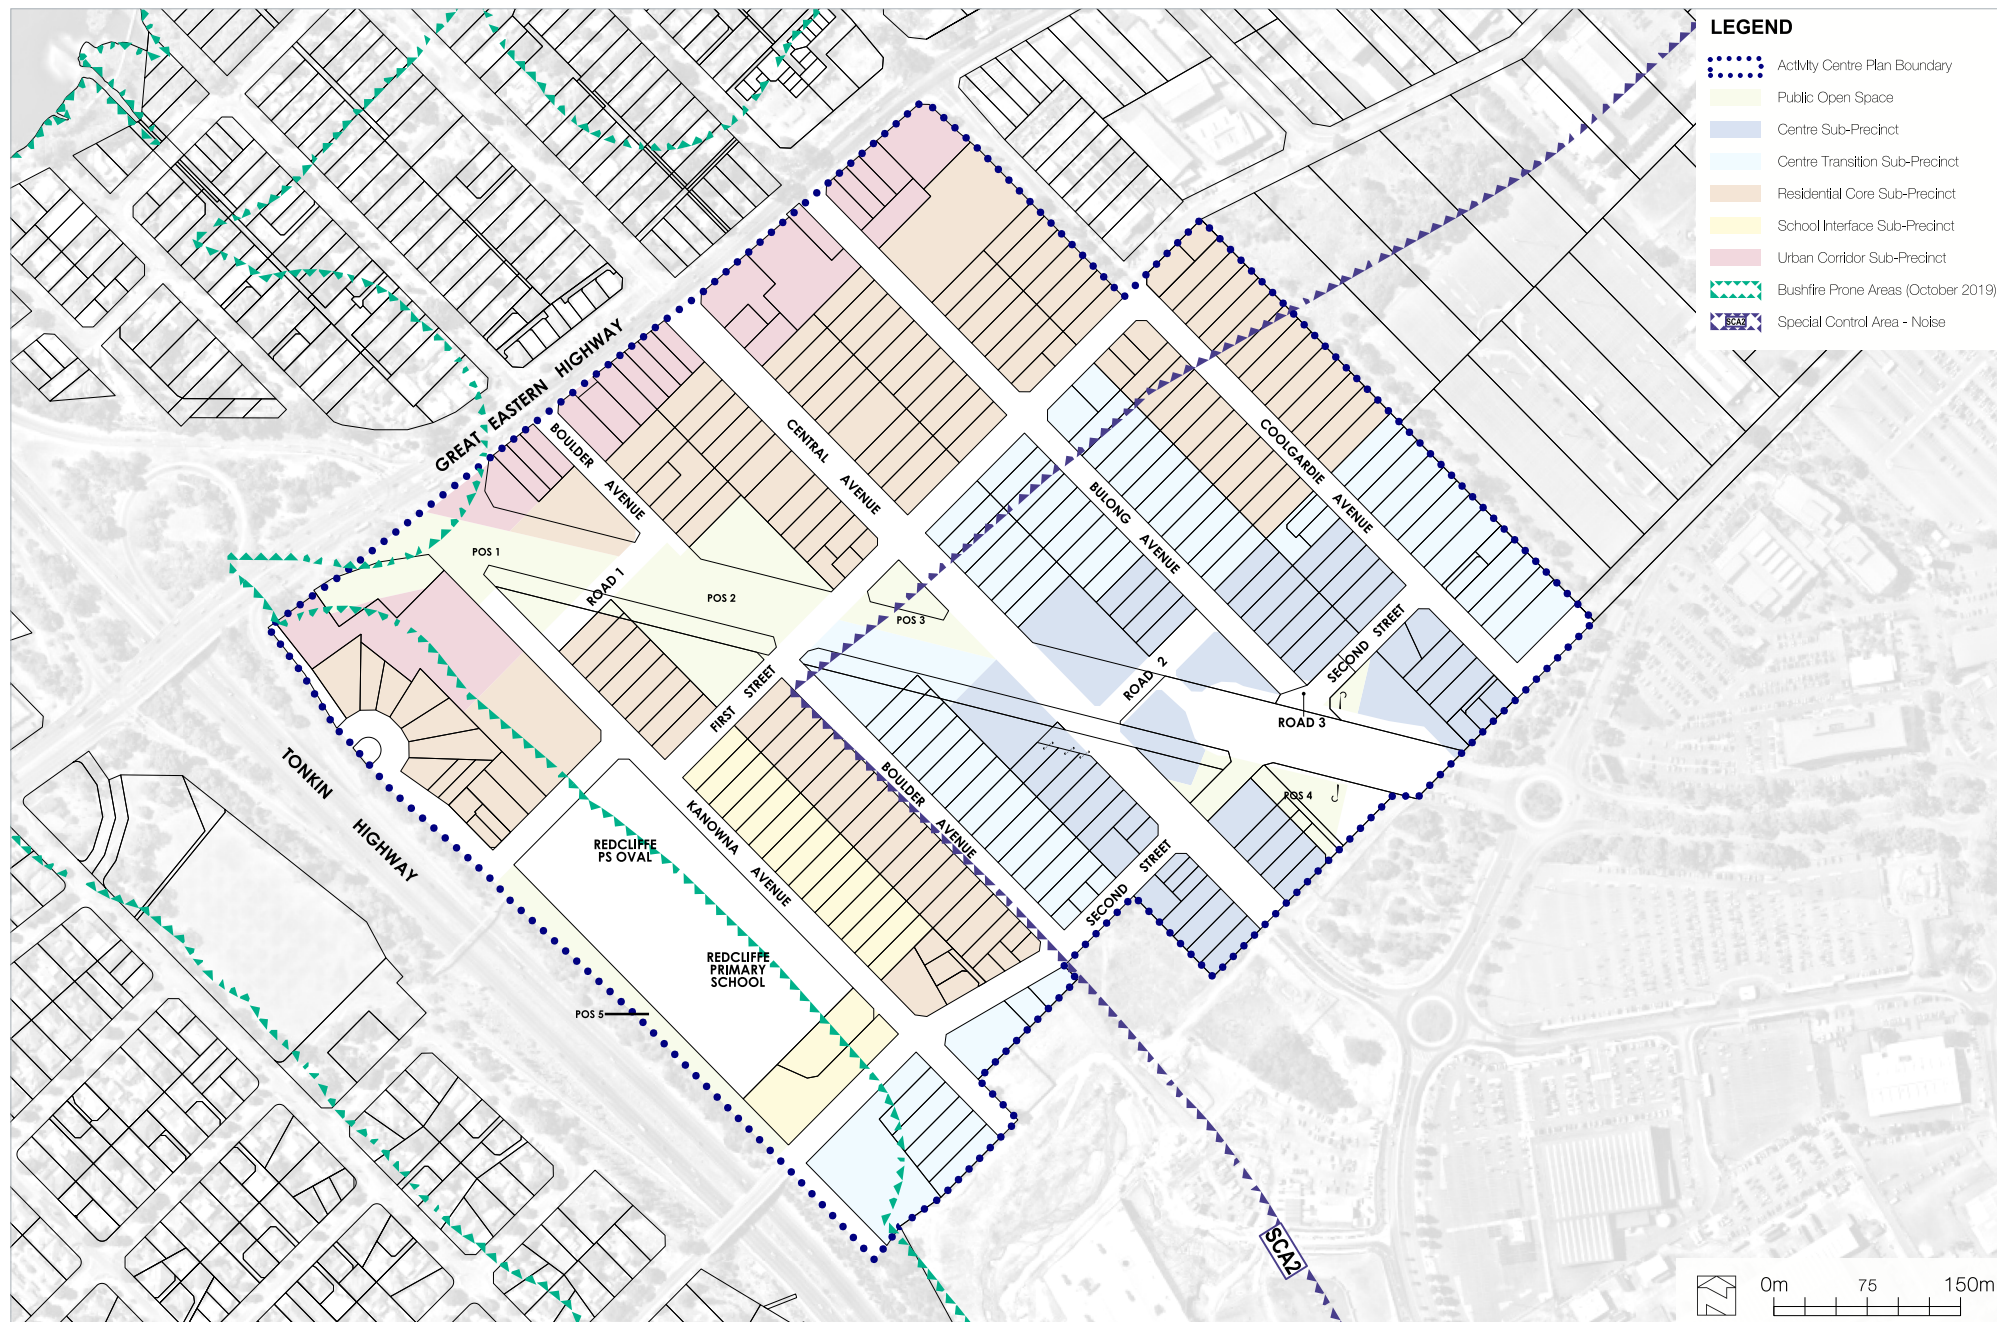 LEGEND
Activity Centre Plan Boundary
Public Open Space
Centre Sub-Precinct
Centre Transition Sub-Precinct
Residential Core Sub-Precinct
School Interface Sub-Precinct
Urban Corridor Sub-Precinct
Bushfire Prone Areas (October 2019)
SCA2
Special Control Area - Noise
GREAT EASTERN HIGHWAY
BOULDER AVENUE
CENTRAL AVENUE
BULONG AVENUE
COOLGARDIE AVENUE
POS 1
ROAD 1
POS 2
POS 3
FIRST STREET
ROAD 2
SECOND STREET
ROAD 3
POS 4
TONKIN HIGHWAY
BOULDER AVENUE
KANOWNA AVENUE
SECOND STREET
REDCLIFFE
PS OVAL
REDCLIFFE
PRIMARY
SCHOOL
POS 5
SCA2
N
0m 75 150m